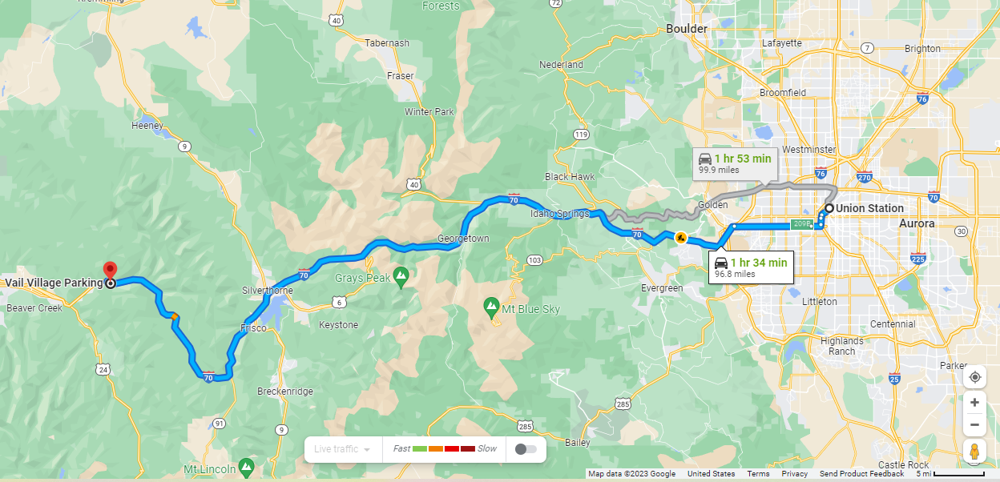 Kremmling
Forests
40
72
Boulder
Tabernash
Lafayette
7
Brighton
Nederland
Fraser
Broomfield
76
Winter Park
Heeney
9
119
Westminster
1 hr 53 min
99.9 miles
76
270
Black Hawk
40
70
70
Golden
Union Station
Idaho Springs
Aurora
70
30
Georgetown
103
225
1 hr 34 min
96.8 miles
70
Grays Peak
Vail Village Parking
Silverthorne
Evergreen
Beaver Creek
6
Mt Blue Sky
Littleton
Keystone
Frisco
Centennial
Highlands
Ranch
24
70
Parker
25
Breckenridge
285
91
9
285
Bailey
Live traffic
Fast
Slow
Mt Lincoln
Castle Rock
Map data ©2023 Google
United States
Terms
Privacy
Send Product Feedback
5 mi